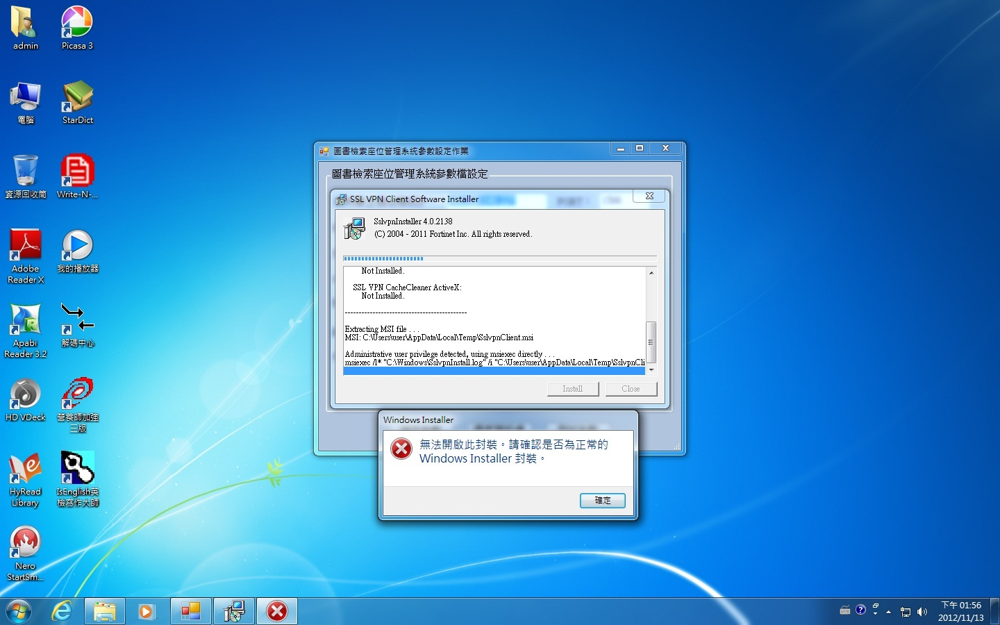 admin
Picasa 3
電腦
StarDict
資源回收筒
Write-N-...
Adobe
Reader X
我的播放器
Apabi
Reader 3.2
解碼中心
HD VDeck
營養師加強
三版
HyRead
Library
IsEnglish英
檢寫作大師
Nero
StartSm...
圖書檢索座位管理系統參數設定作業
圖書檢索座位管理系統參數檔設定
SSL VPN Client Software Installer
SslvpnInstaller 4.0.2138
(C) 2004 - 2011 Fortinet Inc. All rights reserved.
Not Installed.
SSL VPN CacheCleaner ActiveX:
Not Installed.
--------------------------------------------
Extracting MSI file . . .
MSI: C:\Users\user\AppData\Local\Temp\SslvpnClient.msi
Administrative user privilege detected, using msiexec directly . . .
msiexec /l* "C:\Windows\SslvpnInstall.log" /i "C:\Users\user\AppData\Local\Temp\SslvpnCli
Install
Close
Windows Installer
無法開啟此封裝。請確認是否為正常的
Windows Installer 封裝。
確定
下午 01:56
2012/11/13